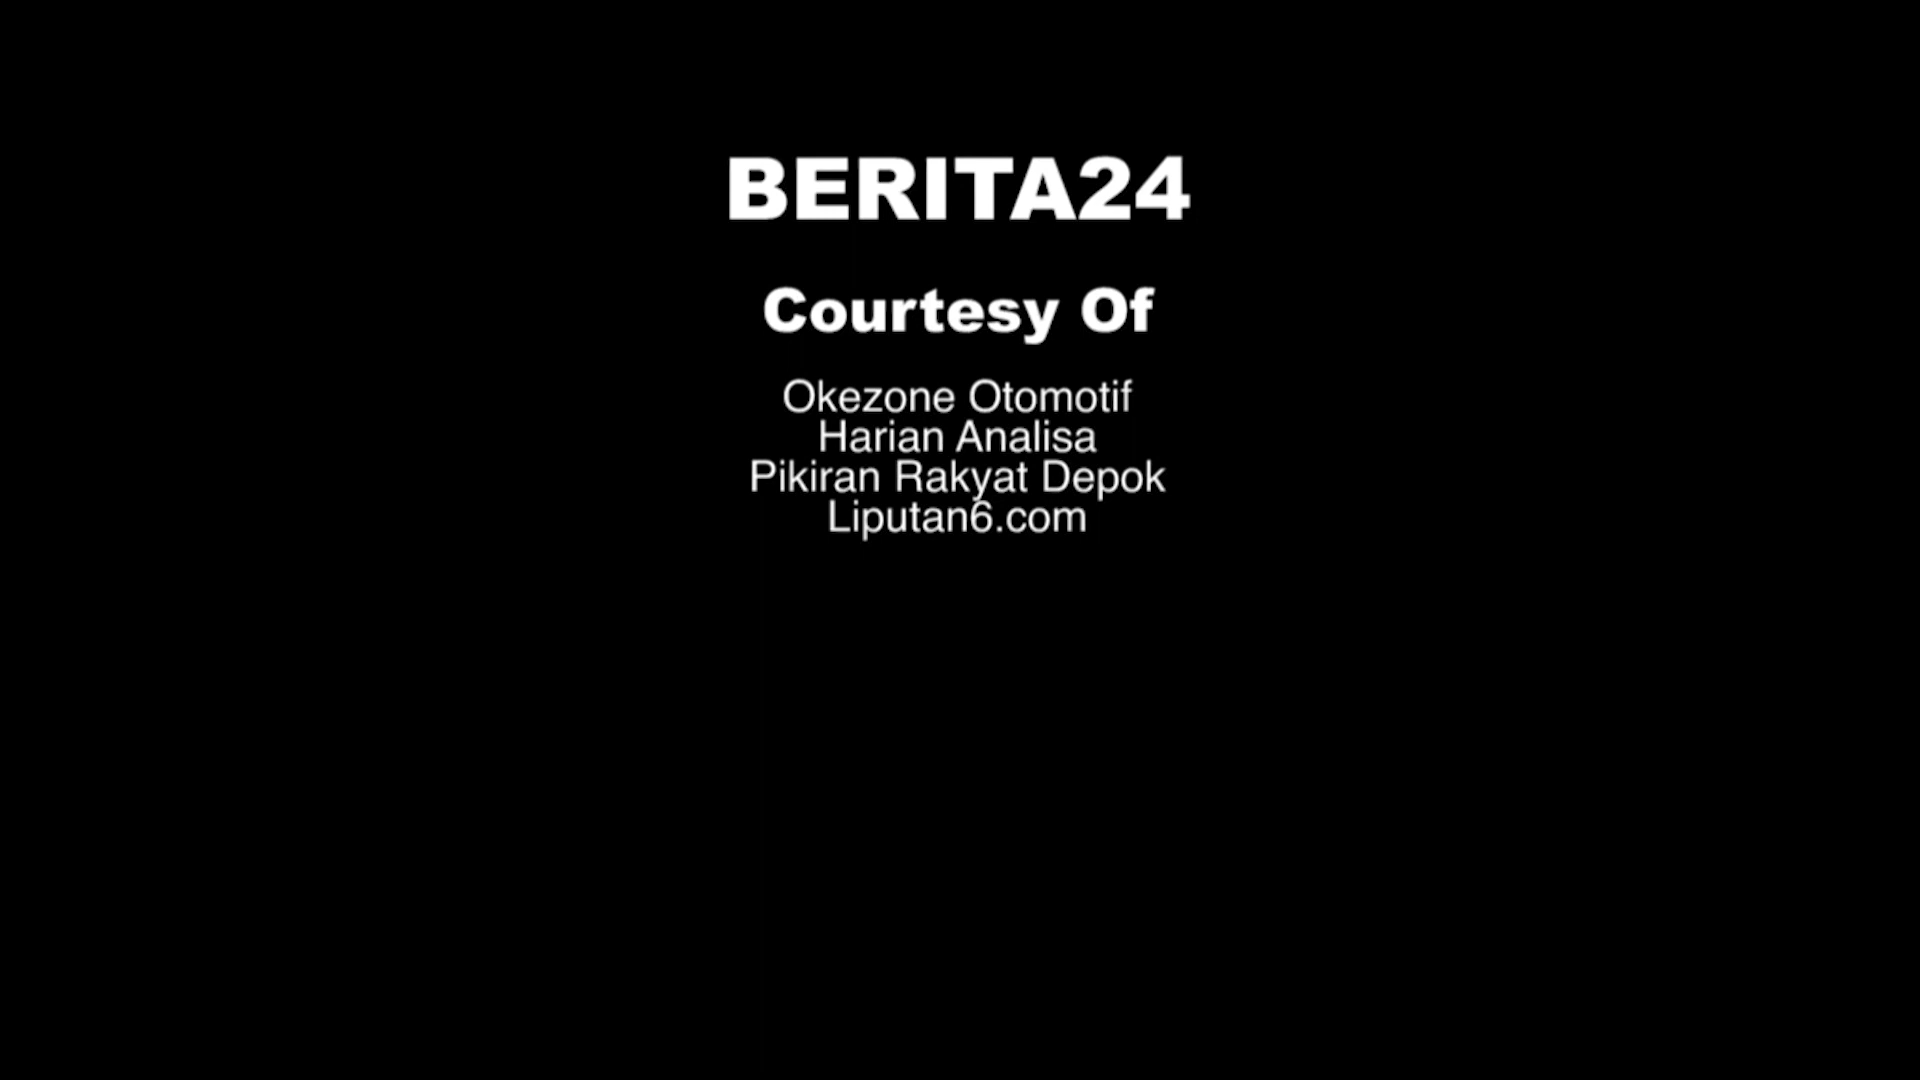 BERITA24
Courtesy Of
Okezone Otomotif
Harian Analisa
Pikiran Rakyat Depok
Liputan6.com